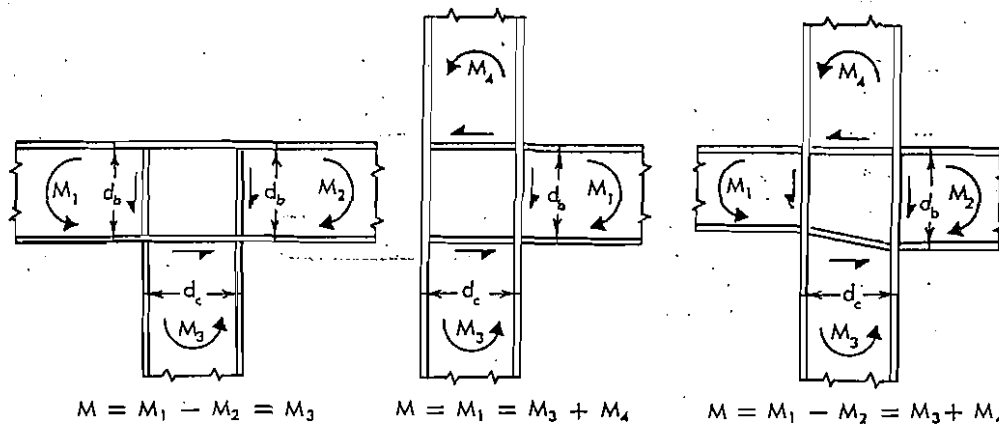 M₄
M₁
d_b
d_b
M₂
d_c
M₃
M = M₁ − M₂ = M₃
d_b
M₁
d_c
M₃
M = M₁ = M₃ + M₄
M₄
M₁
d_b
M₂
d_c
M₃
M = M₁ − M₂ = M₃ + M